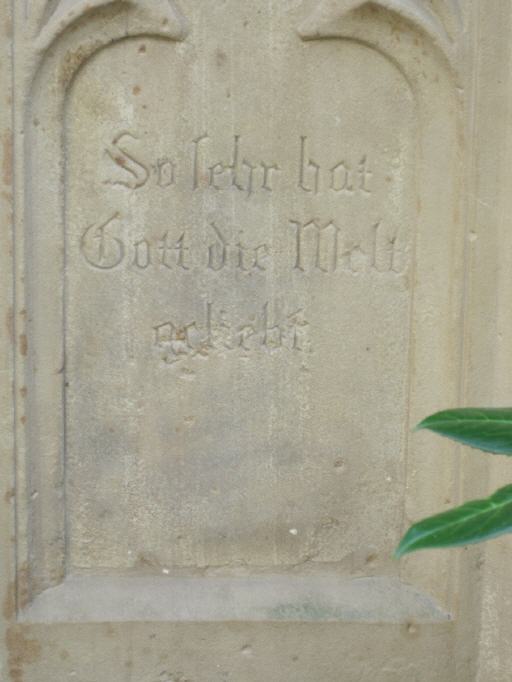 So sehr hat
Gott die Welt
geliebt